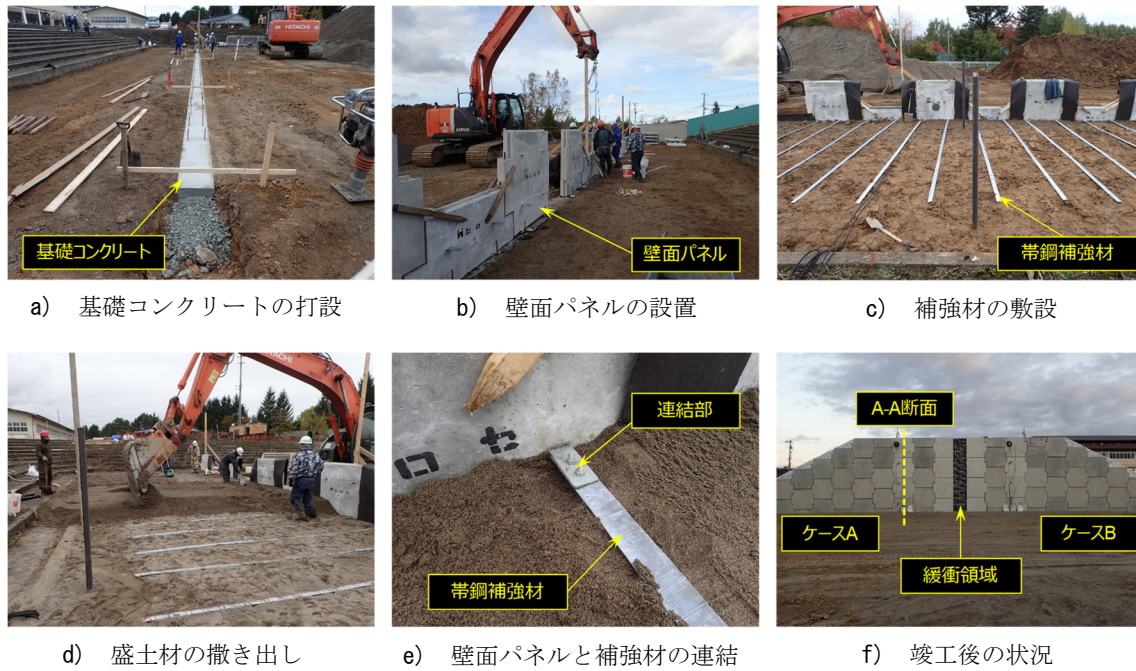 HITACHI
基礎コンクリート
壁面パネル
帯鋼補強材
a) 基礎コンクリートの打設
b) 壁面パネルの設置
c) 補強材の敷設
HITACHI
連結部
帯鋼補強材
A-A断面
ケースA
ケースB
緩衝領域
d) 盛土材の撒き出し
e) 壁面パネルと補強材の連結
f) 竣工後の状況